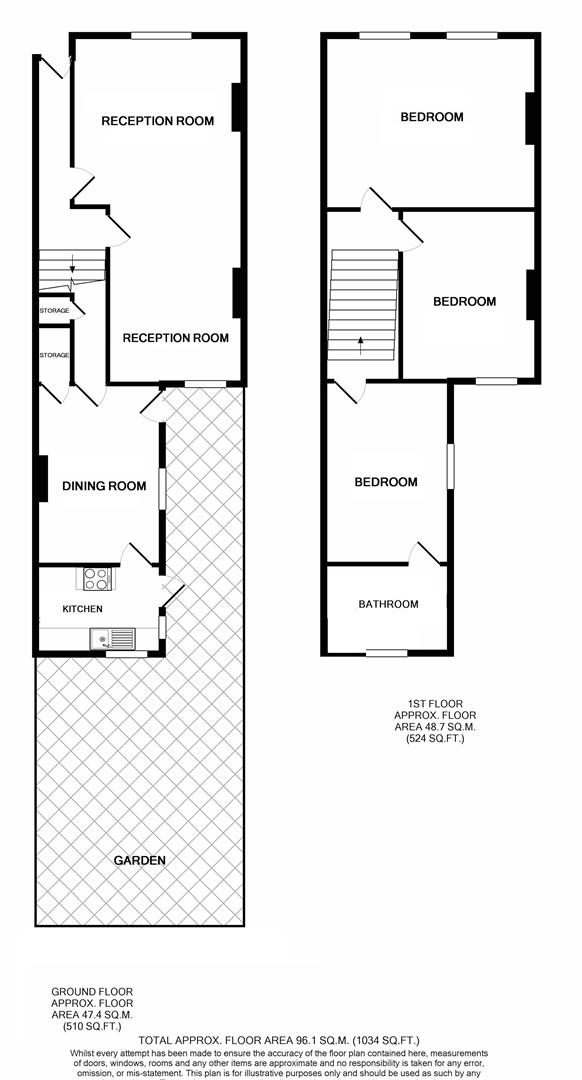 RECEPTION ROOM
RECEPTION ROOM
STORAGE
STORAGE
DINING ROOM
KITCHEN
GARDEN
BEDROOM
BEDROOM
BEDROOM
BATHROOM
1ST FLOOR
APPROX. FLOOR
AREA 48.7 SQ.M.
(524 SQ.FT.)
GROUND FLOOR
APPROX. FLOOR
AREA 47.4 SQ.M.
(510 SQ.FT.)
TOTAL APPROX. FLOOR AREA 96.1 SQ.M. (1034 SQ.FT.)
Whilst every attempt has been made to ensure the accuracy of the floor plan contained here, measurements
of doors, windows, rooms and any other items are approximate and no responsibility is taken for any error,
omission, or mis-statement. This plan is for illustrative purposes only and should be used as such by any